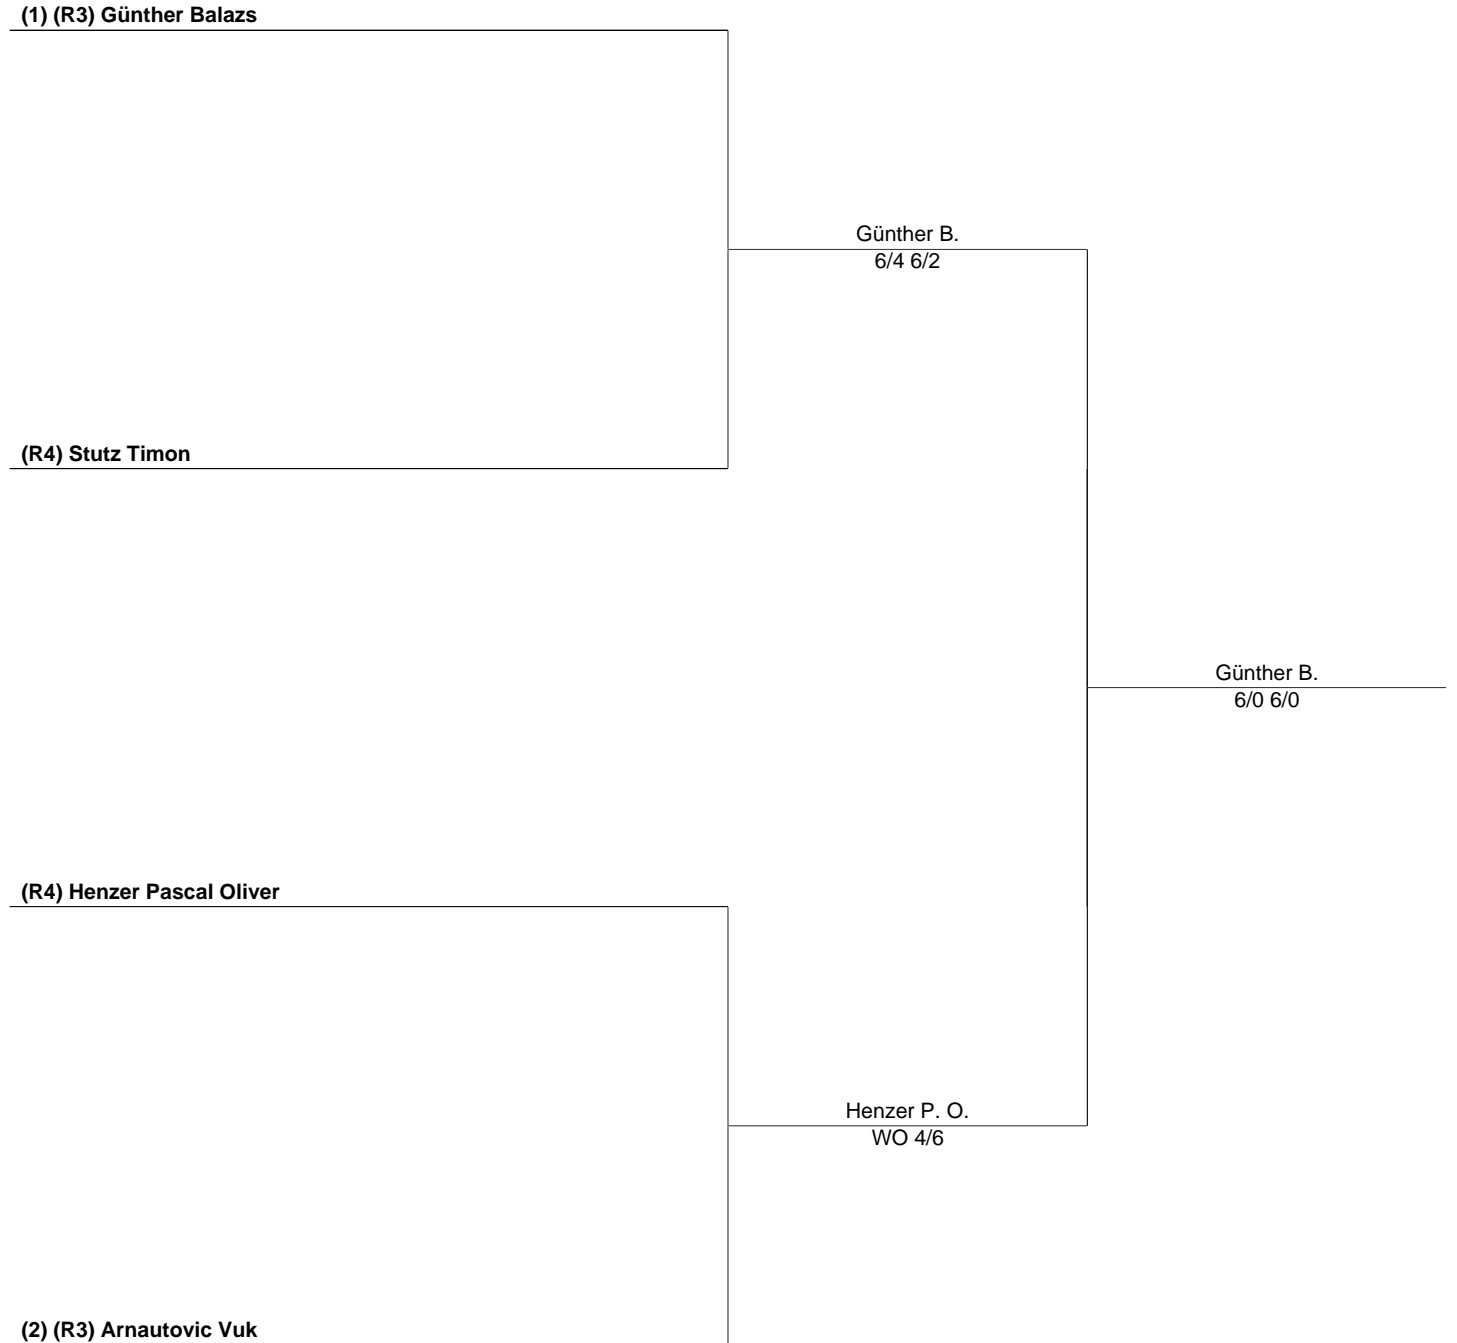 (1) (R3) Günther Balazs
Günther B.
6/4 6/2
(R4) Stutz Timon
Günther B.
6/0 6/0
(R4) Henzer Pascal Oliver
Henzer P. O.
WO 4/6
(2) (R3) Arnautovic Vuk